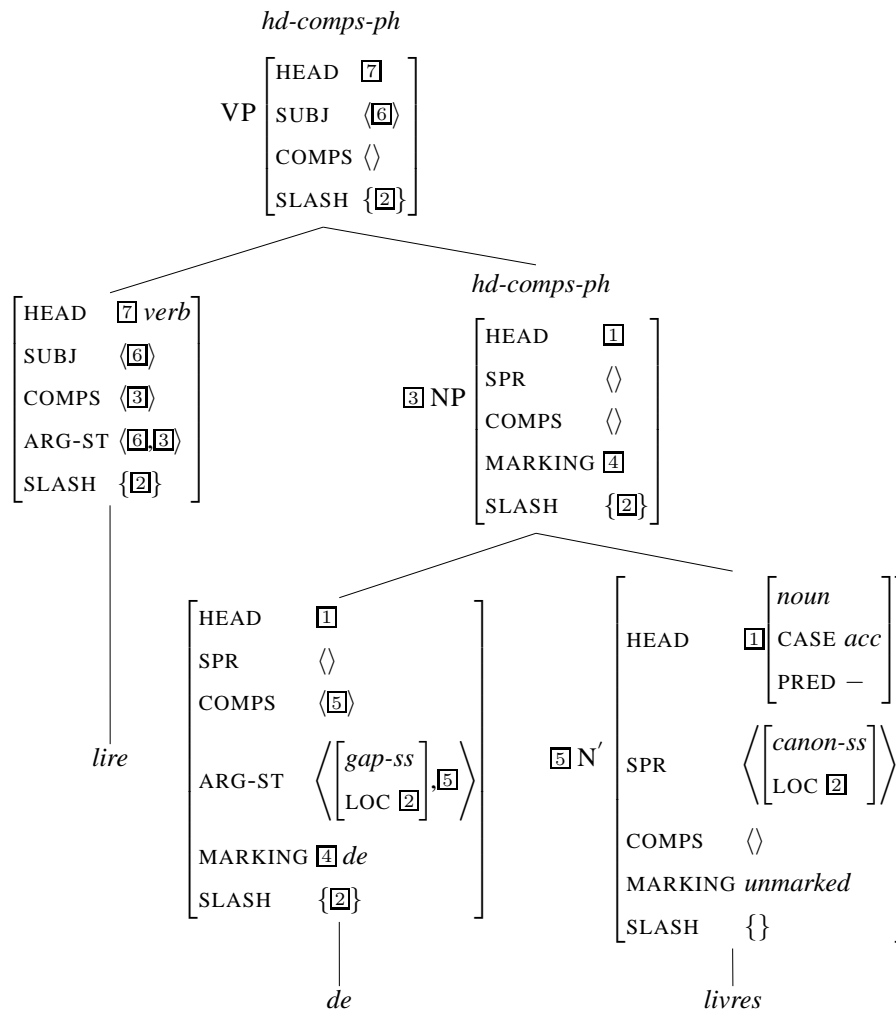 hd-comps-ph
VP [HEAD 7
SUBJ ⟨6⟩
COMPS ⟨⟩
SLASH {2}]
[HEAD 7 verb
SUBJ ⟨6⟩
COMPS ⟨3⟩
ARG-ST ⟨6,3⟩
SLASH {2}]
lire
hd-comps-ph
3 NP [HEAD 1
SPR ⟨⟩
COMPS ⟨⟩
MARKING 4
SLASH {2}]
[HEAD 1
SPR ⟨⟩
COMPS ⟨5⟩
ARG-ST ⟨[gap-ss
LOC 2],5⟩
MARKING 4 de
SLASH {2}]
de
5 N′ [HEAD 1 [noun
CASE acc
PRED −]
SPR ⟨[canon-ss
LOC 2]⟩
COMPS ⟨⟩
MARKING unmarked
SLASH {}]
livres